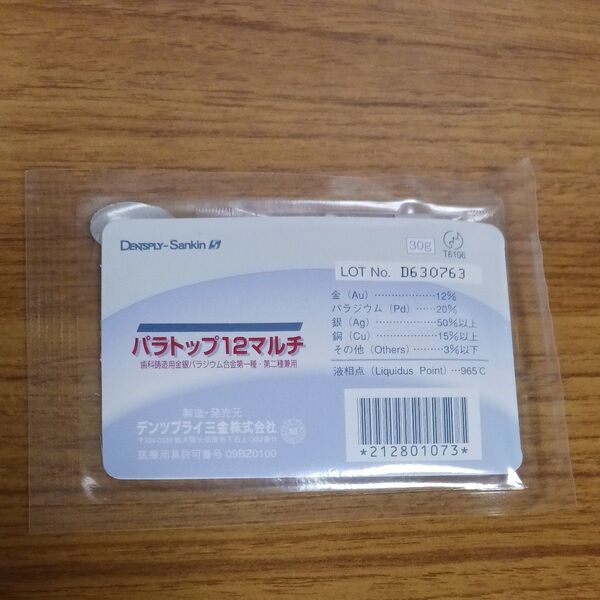 DENTSPLY-Sankin
30g
T6106
LOT No. D630763
金 (Au) ……………… 12%
パラジウム (Pd) …… 20%
銀 (Ag) ………… 50%以上
銅 (Cu) ………… 15%以上
その他 (Others) … 3%以下
液相点 (Liquidus Point) … 965℃
パラトップ12マルチ
歯科鋳造用金銀パラジウム合金第一種・第二種兼用
製造・発売元
デンツプライ三金株式会社
医療用具許可番号 09BZ0100
*212801073*